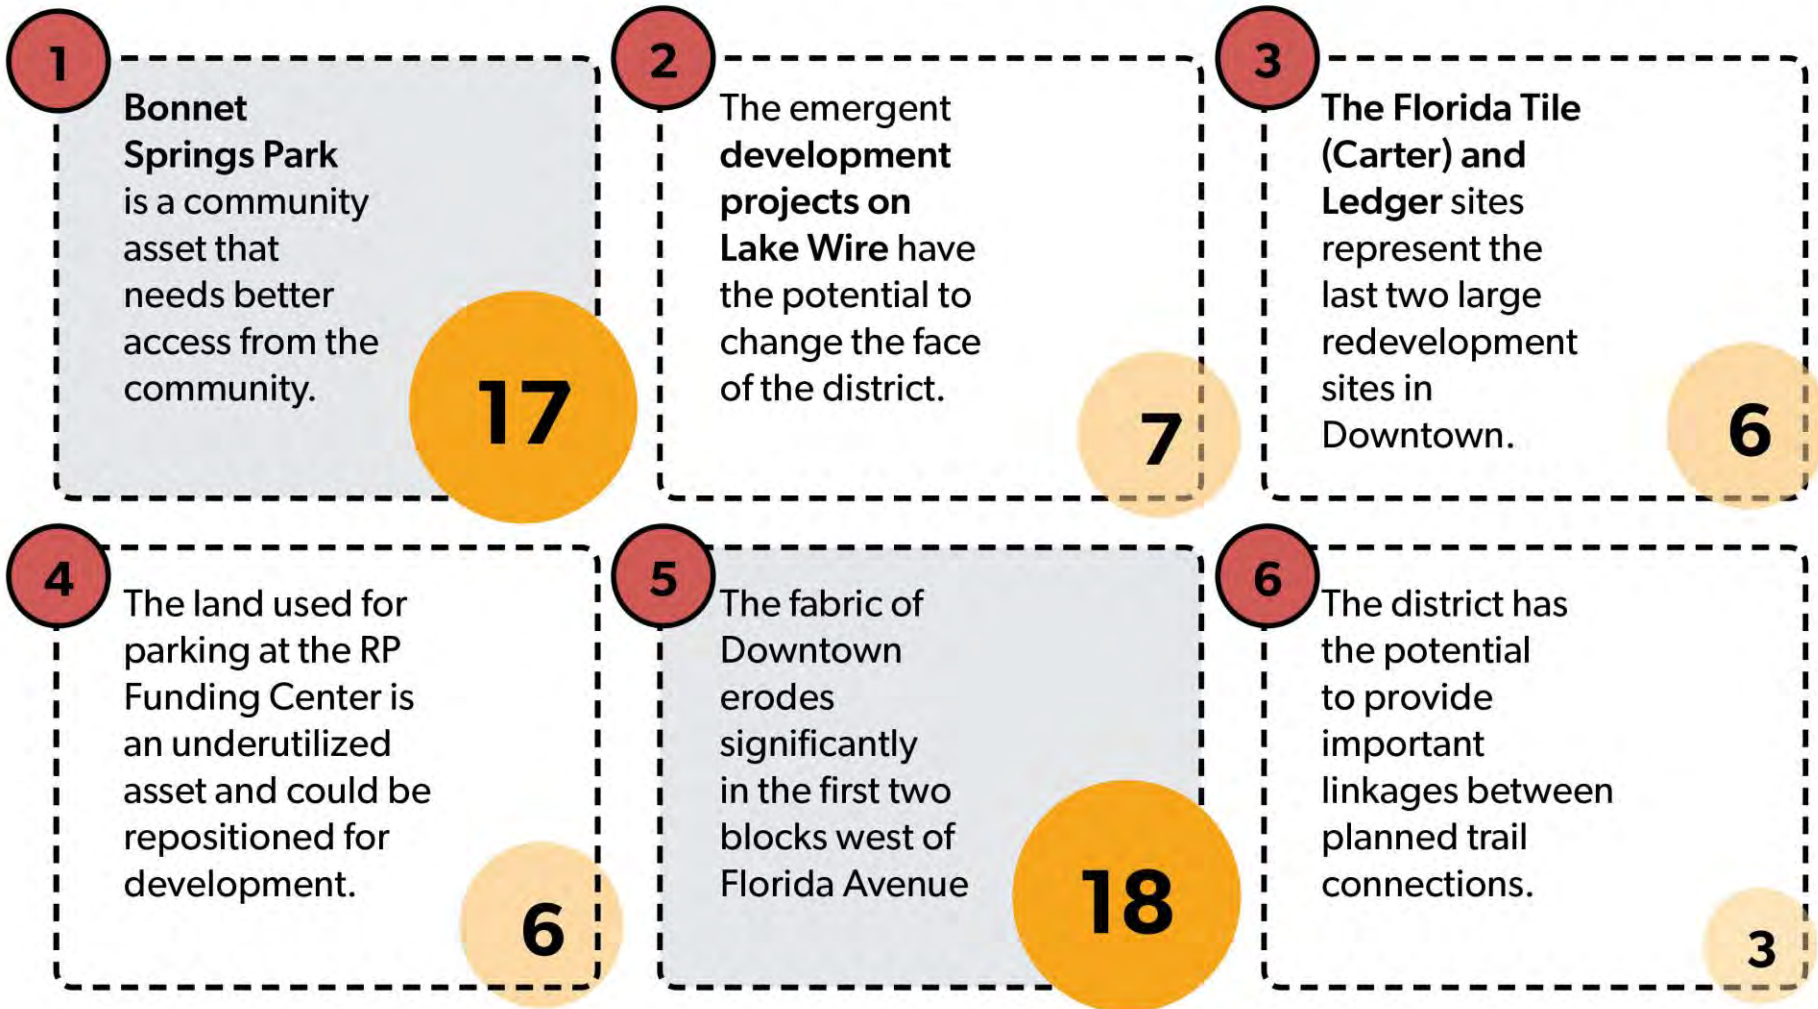 1
Bonnet
Springs Park
is a community
asset that
needs better
access from the
community.
17
2
The emergent
development
projects on
Lake Wire have
the potential to
change the face
of the district.
7
3
The Florida Tile
(Carter) and
Ledger sites
represent the
last two large
redevelopment
sites in
Downtown.
6
4
The land used for
parking at the RP
Funding Center is
an underutilized
asset and could be
repositioned for
development.
6
5
The fabric of
Downtown
erodes
significantly
in the first two
blocks west of
Florida Avenue
18
6
The district has
the potential
to provide
important
linkages between
planned trail
connections.
3